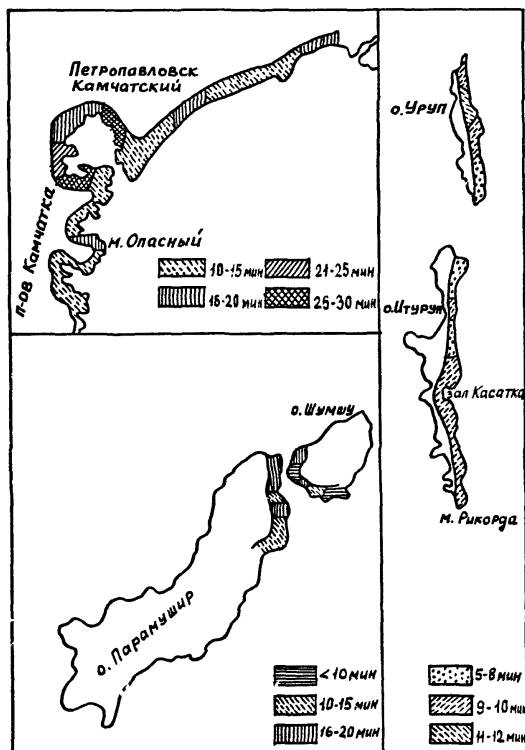 Петропавловск
Камчатский
п-ов Камчатка
м. Опасный
10-15 мин
21-25 мин
16-20 мин
25-30 мин
о. Уруп
о. Итуруп
зал Касатка
м. Рикорда
о. Шумшу
о. Парамушир
<10 мин
10-15 мин
16-20 мин
5-8 мин
9-10 мин
11-12 мин